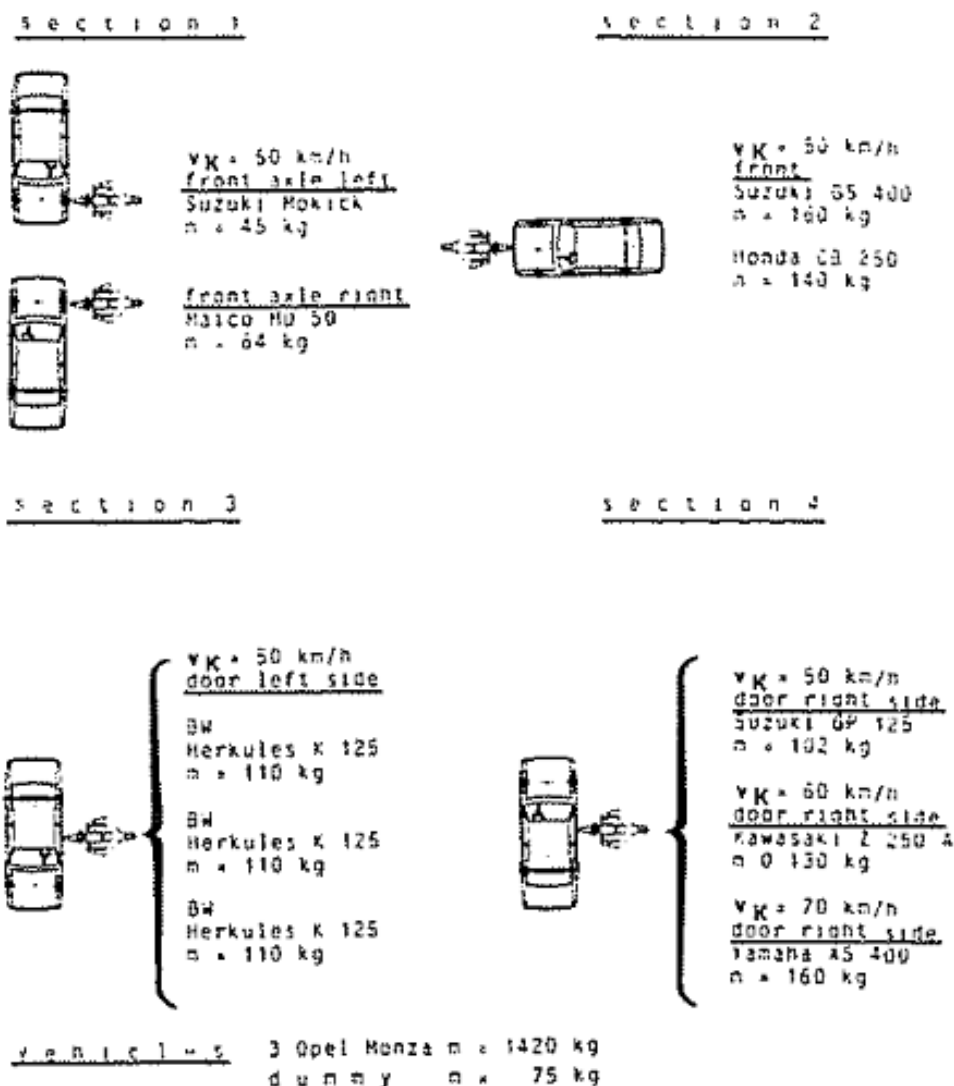 section 1
vK = 50 km/h
front axle left
Suzuki Mokick
m = 45 kg
front axle right
Maico MD 50
m = 64 kg
section 2
vK = 50 km/h
front
Suzuki GS 400
m = 160 kg
Honda CB 250
m = 140 kg
section 3
vK = 50 km/h
door left side
BW
Herkules K 125
m = 110 kg
BW
Herkules K 125
m = 110 kg
BW
Herkules K 125
m = 110 kg
section 4
vK = 50 km/h
door right side
Suzuki GP 125
m = 102 kg
vK = 60 km/h
door right side
Kawasaki Z 250 A
m 0 130 kg
vK = 70 km/h
door right side
Yamaha XS 400
m = 160 kg
vehicles 3 Opel Monza m = 1420 kg
dummy m = 75 kg